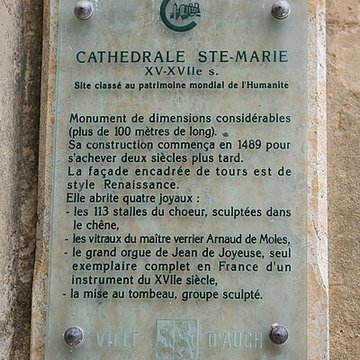 CATHEDRALE STE-MARIE
XV-XVIIe s.
Site classé au patrimoine mondial de l'Humanité
Monument de dimensions considérables
(plus de 100 mètres de long).
Sa construction commença en 1489 pour
s'achever deux siècles plus tard.
La façade encadrée de tours est de
style Renaissance.
Elle abrite quatre joyaux :
- les 113 stalles du choeur, sculptées dans
le chêne,
- les vitraux du maître verrier Arnaud de Moles,
- le grand orgue de Jean de Joyeuse, seul
exemplaire complet en France d'un
instrument du XVIIe siècle,
- la mise au tombeau, groupe sculpté.
VILLE D'AUCH